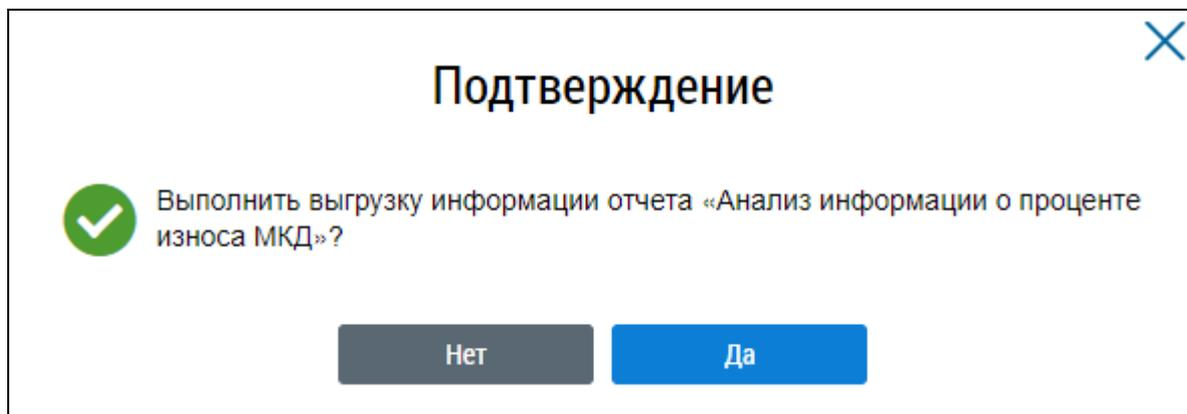 Подтверждение
Выполнить выгрузку информации отчета «Анализ информации о проценте
износа МКД»?
Нет
Да